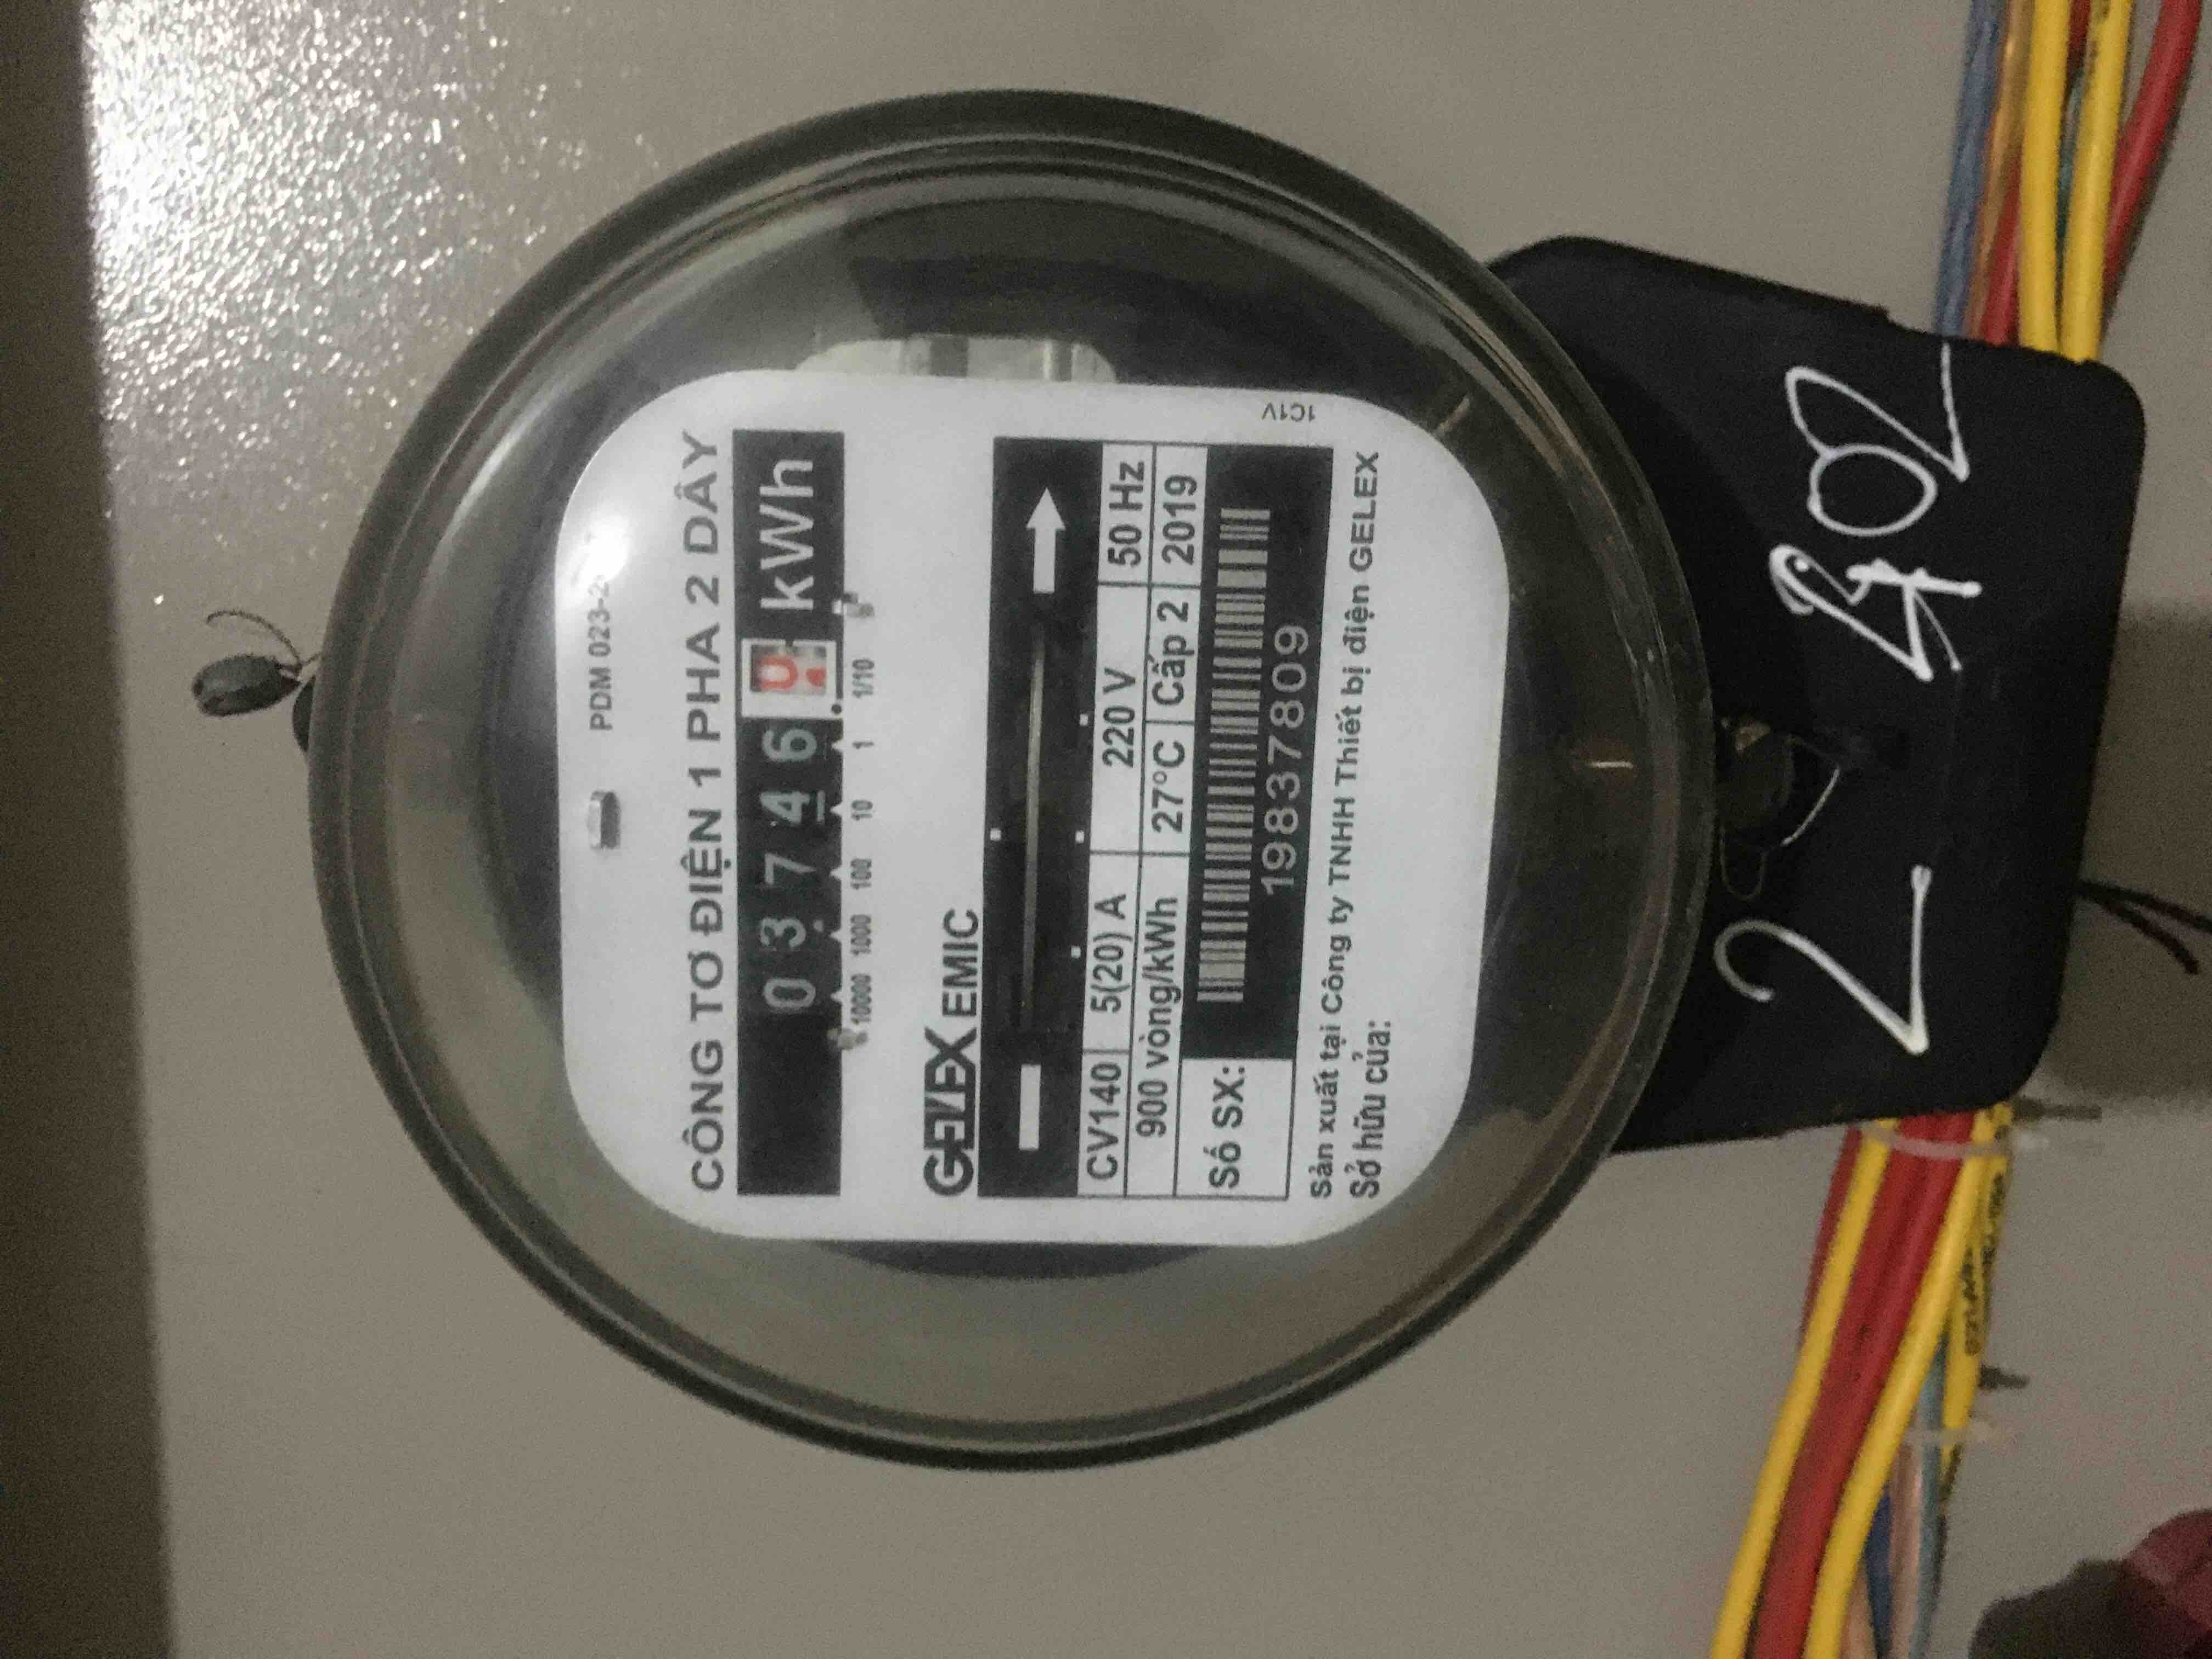 PDM 023-2
CÔNG TƠ ĐIỆN 1 PHA 2 DÂY
0 3 7 4 6 kWh
10000 1000 100 10 1 1/10
GELEX EMIC
CV140 5(20) A 220 V 50 Hz
900 vòng/kWh 27°C Cấp 2 2019
Số SX:
19837809
1C1V
Sản xuất tại Công ty TNHH Thiết bị điện GELEX
Sở hữu của:
2 402